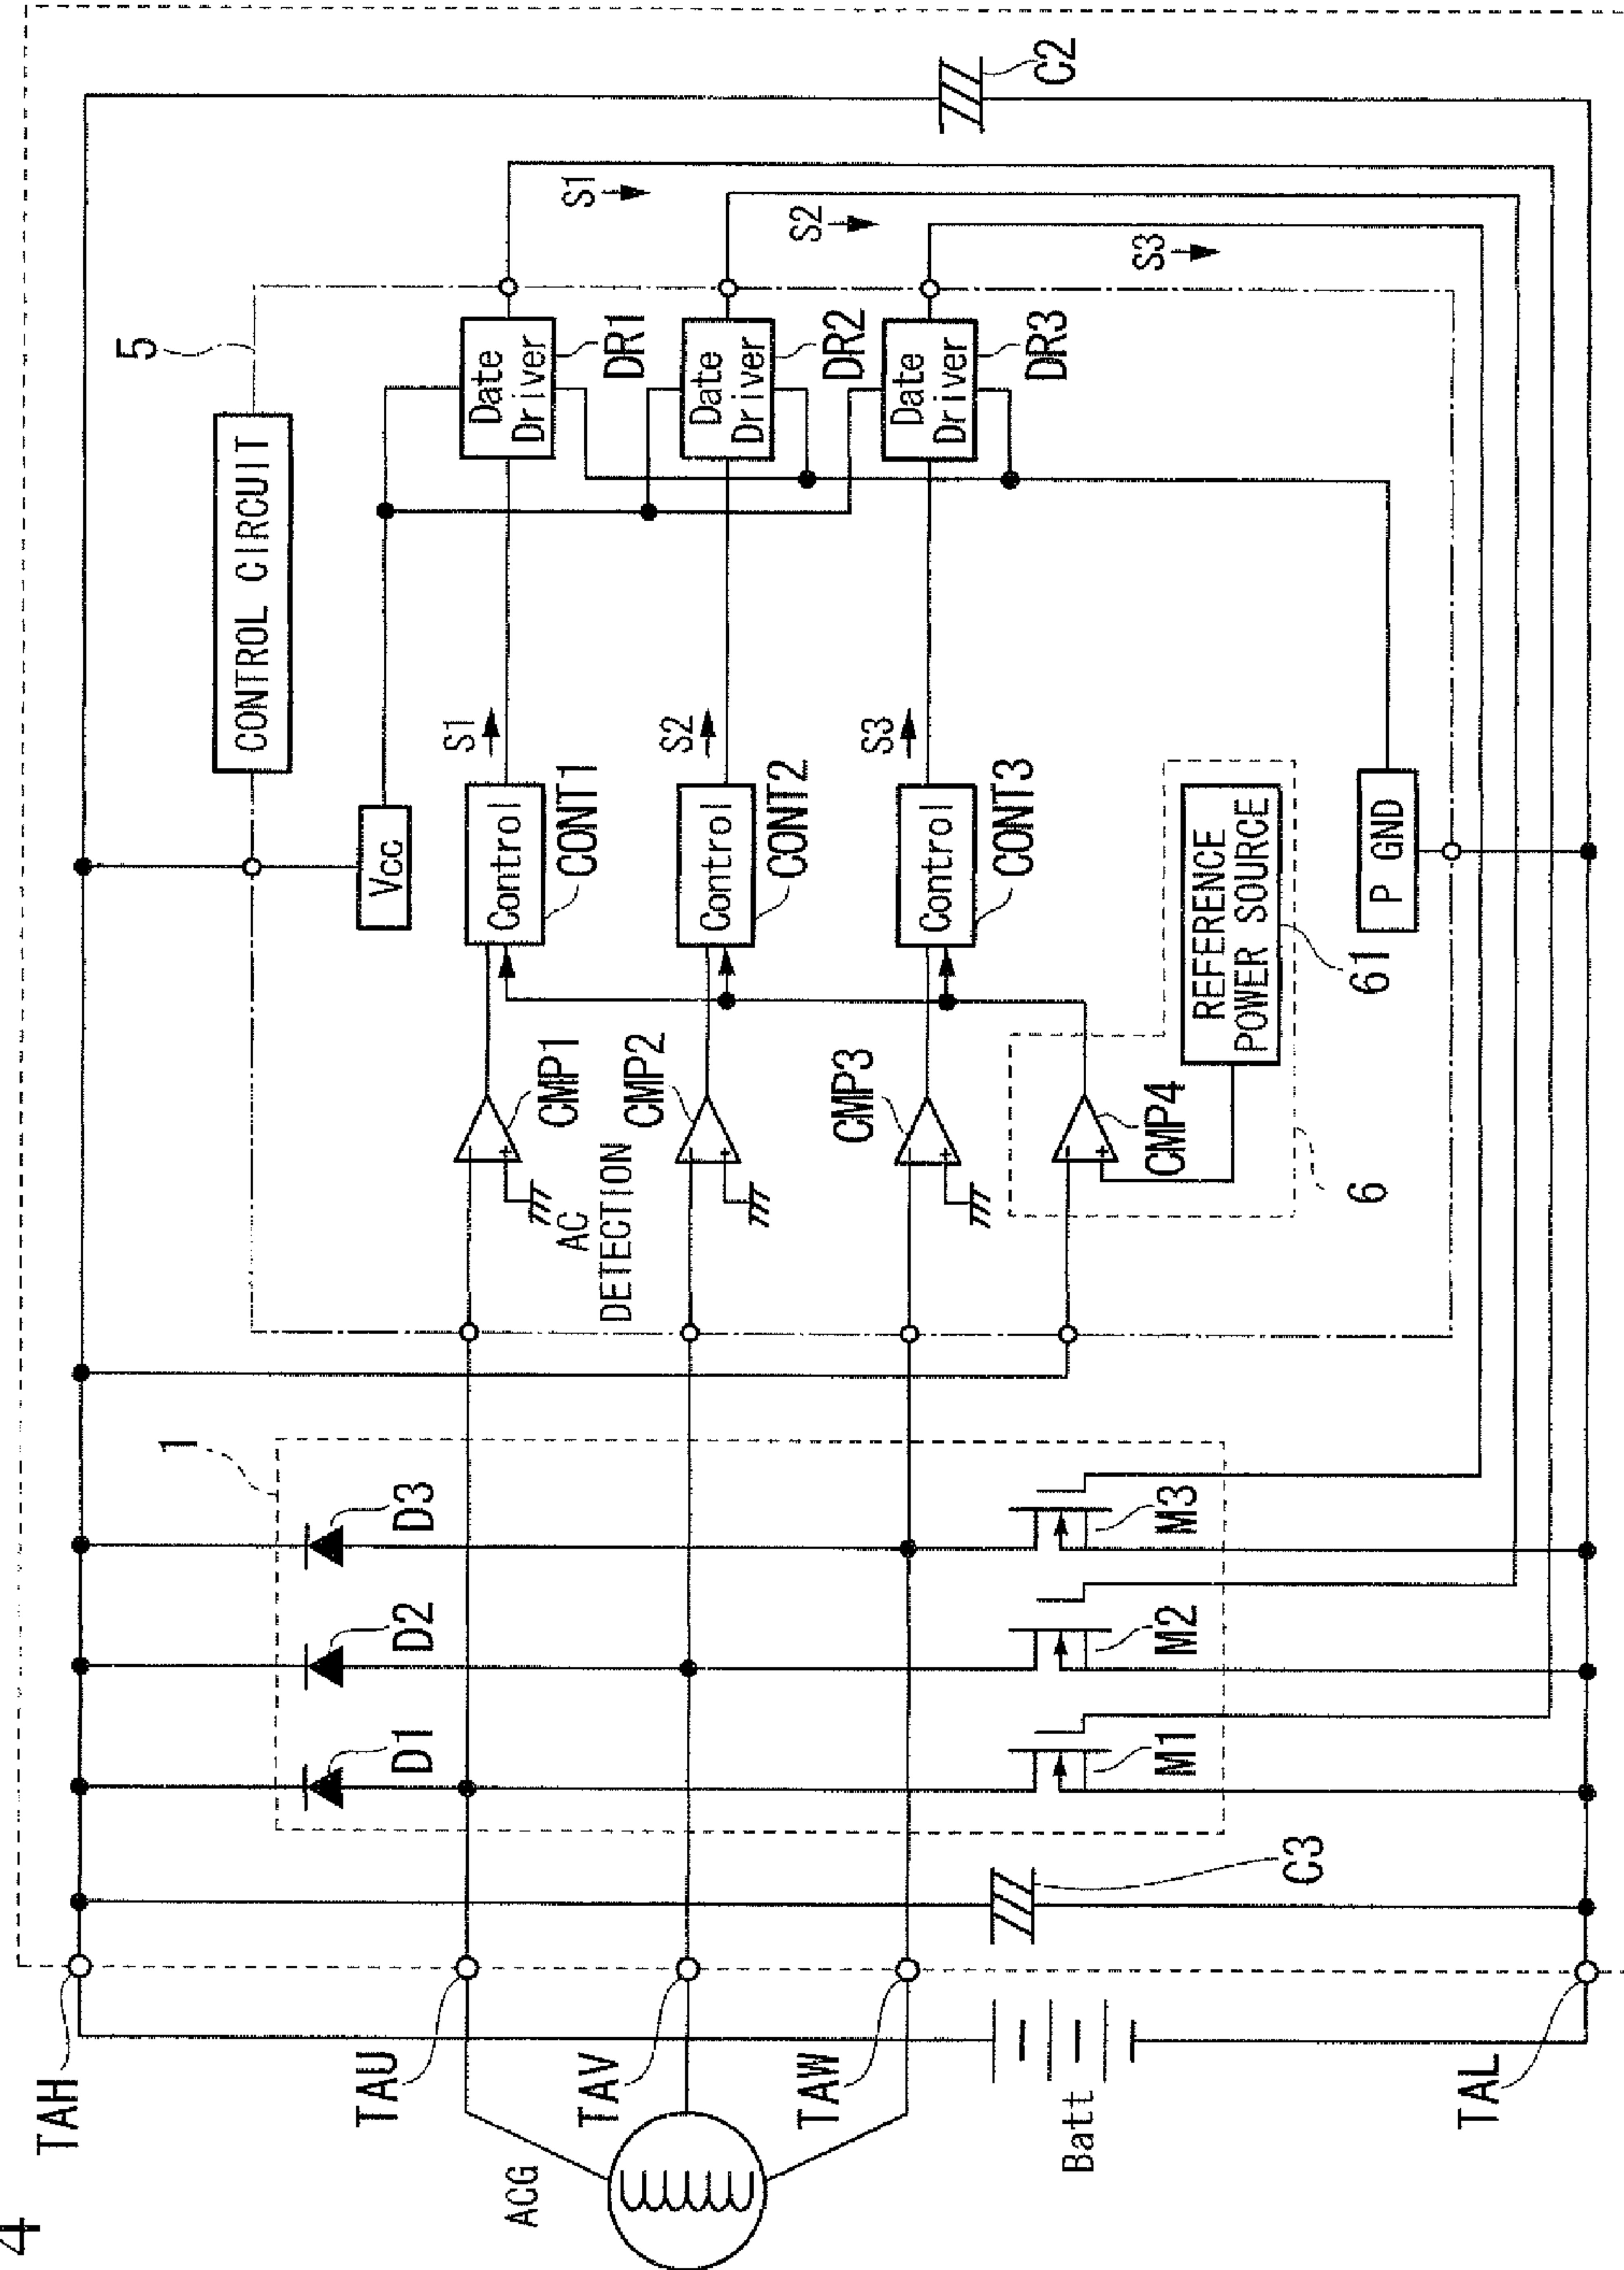 4
TAH
TAU
TAV
TAW
TAL
ACG
Batt
C3
1
D1
D2
D3
M1
M2
M3
5
CONTROL CIRCUIT
Vcc
AC
DETECTION
CMP1
CMP2
CMP3
CMP4
6
REFERENCE
POWER SOURCE
61
Control
CONT1
Control
CONT2
Control
CONT3
S1
S2
S3
P GND
Date
Driver
DR1
Date
Driver
DR2
Date
Driver
DR3
S1
S2
S3
C2